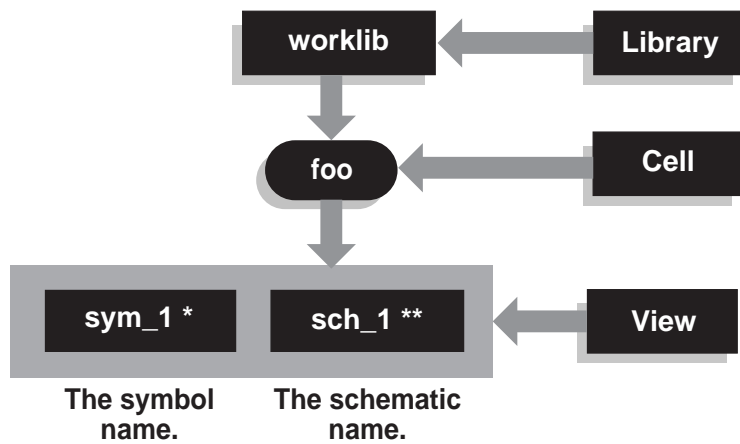 worklib
Library
foo
Cell
sym_1 *
sch_1 **
View
The symbol
name.
The schematic
name.